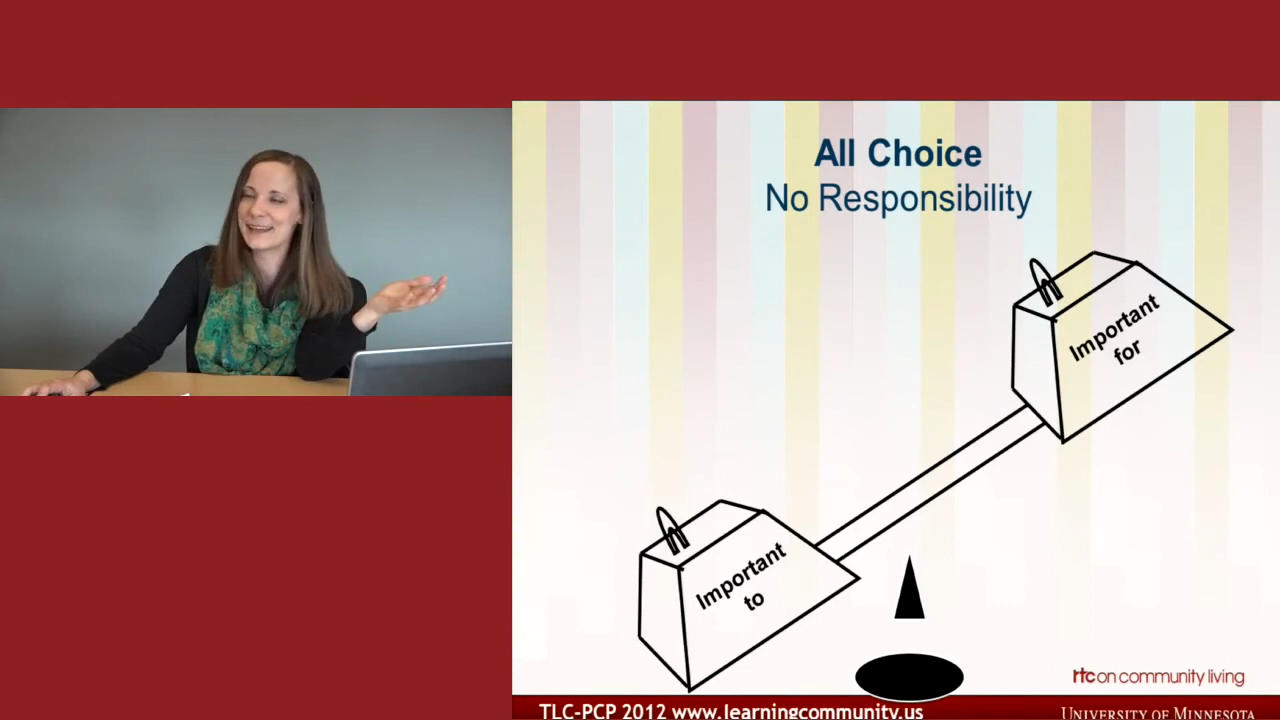 All Choice
No Responsibility
Important
for
Important
to
rtc on community living
TLC-PCP 2012 www.learningcommunity.us
UNIVERSITY OF MINNESOTA